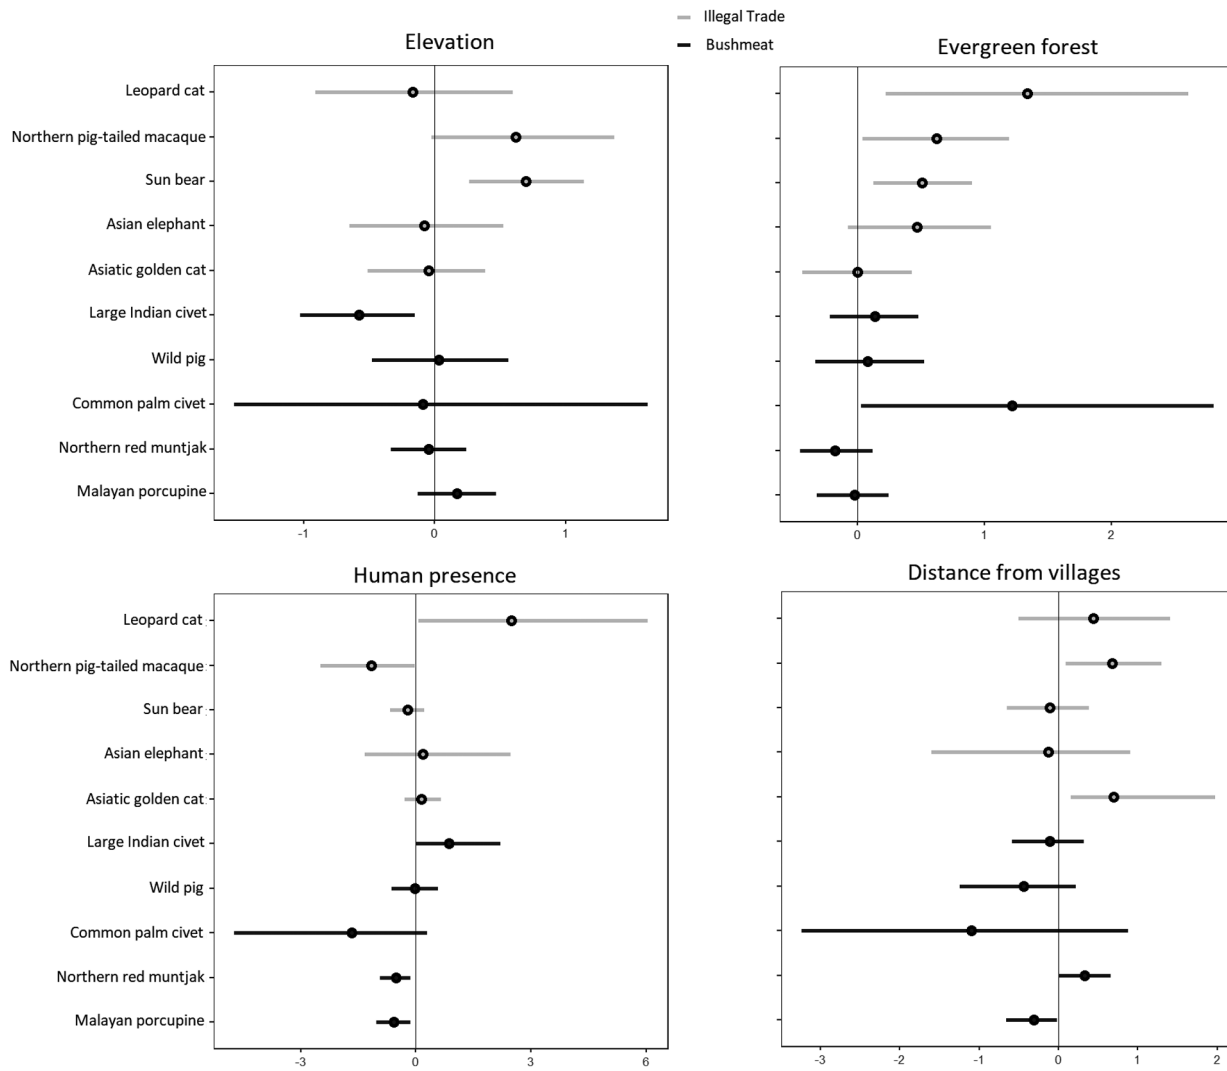 Illegal Trade
Bushmeat
Elevation
Evergreen forest
Leopard cat
Northern pig-tailed macaque
Sun bear
Asian elephant
Asiatic golden cat
Large Indian civet
Wild pig
Common palm civet
Northern red muntjak
Malayan porcupine
-1 0 1
0 1 2
Human presence
Distance from villages
Leopard cat
Northern pig-tailed macaque
Sun bear
Asian elephant
Asiatic golden cat
Large Indian civet
Wild pig
Common palm civet
Northern red muntjak
Malayan porcupine
-3 0 3 6
-3 -2 -1 0 1 2